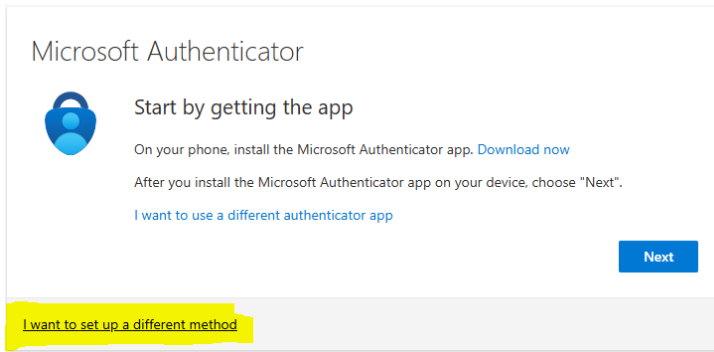 Microsoft Authenticator
Start by getting the app
On your phone, install the Microsoft Authenticator app. Download now
After you install the Microsoft Authenticator app on your device, choose "Next".
I want to use a different authenticator app
Next
I want to set up a different method